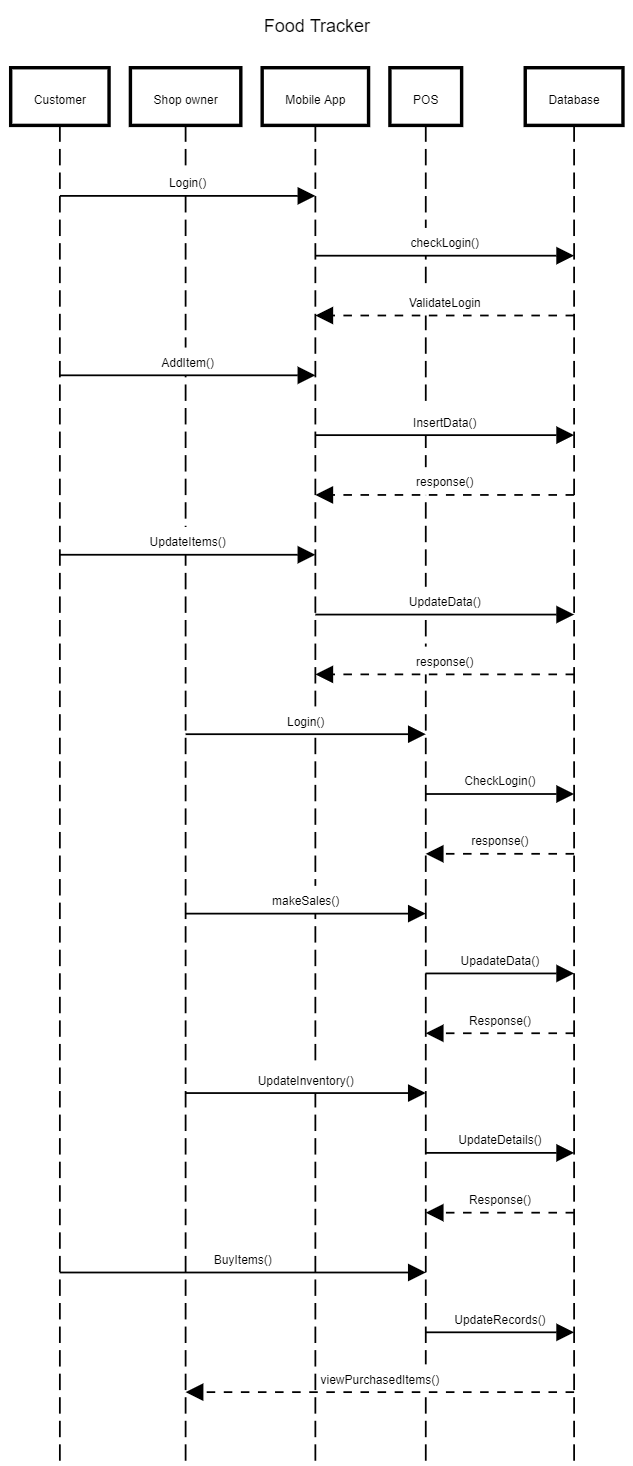 Food Tracker
Customer
Shop owner
Mobile App
POS
Database
Login()
checkLogin()
ValidateLogin
AddItem()
InsertData()
response()
UpdateItems()
UpdateData()
response()
Login()
CheckLogin()
response()
makeSales()
UpadateData()
Response()
UpdateInventory()
UpdateDetails()
Response()
BuyItems()
UpdateRecords()
viewPurchasedItems()